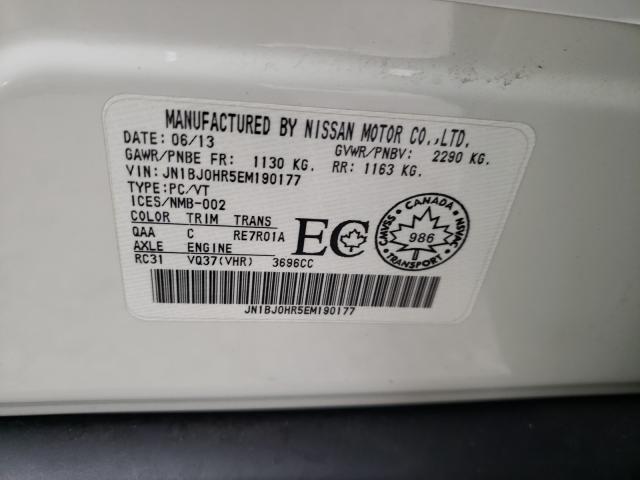 MANUFACTURED BY NISSAN MOTOR CO.,LTD.
DATE: 06/13 GVWR/PNBV: 2290 KG.
GAWR/PNBE FR: 1130 KG. RR: 1163 KG.
VIN: JN1BJ0HR5EM190177
TYPE: PC/VT
ICES/NMB-002
COLOR TRIM TRANS
QAA C RE7R01A
AXLE ENGINE
RC31 VQ37(VHR) 3696CC
EC
CANADA
CMVSS 986 NSVAC
TRANSPORT
JN1BJ0HR5EM190177